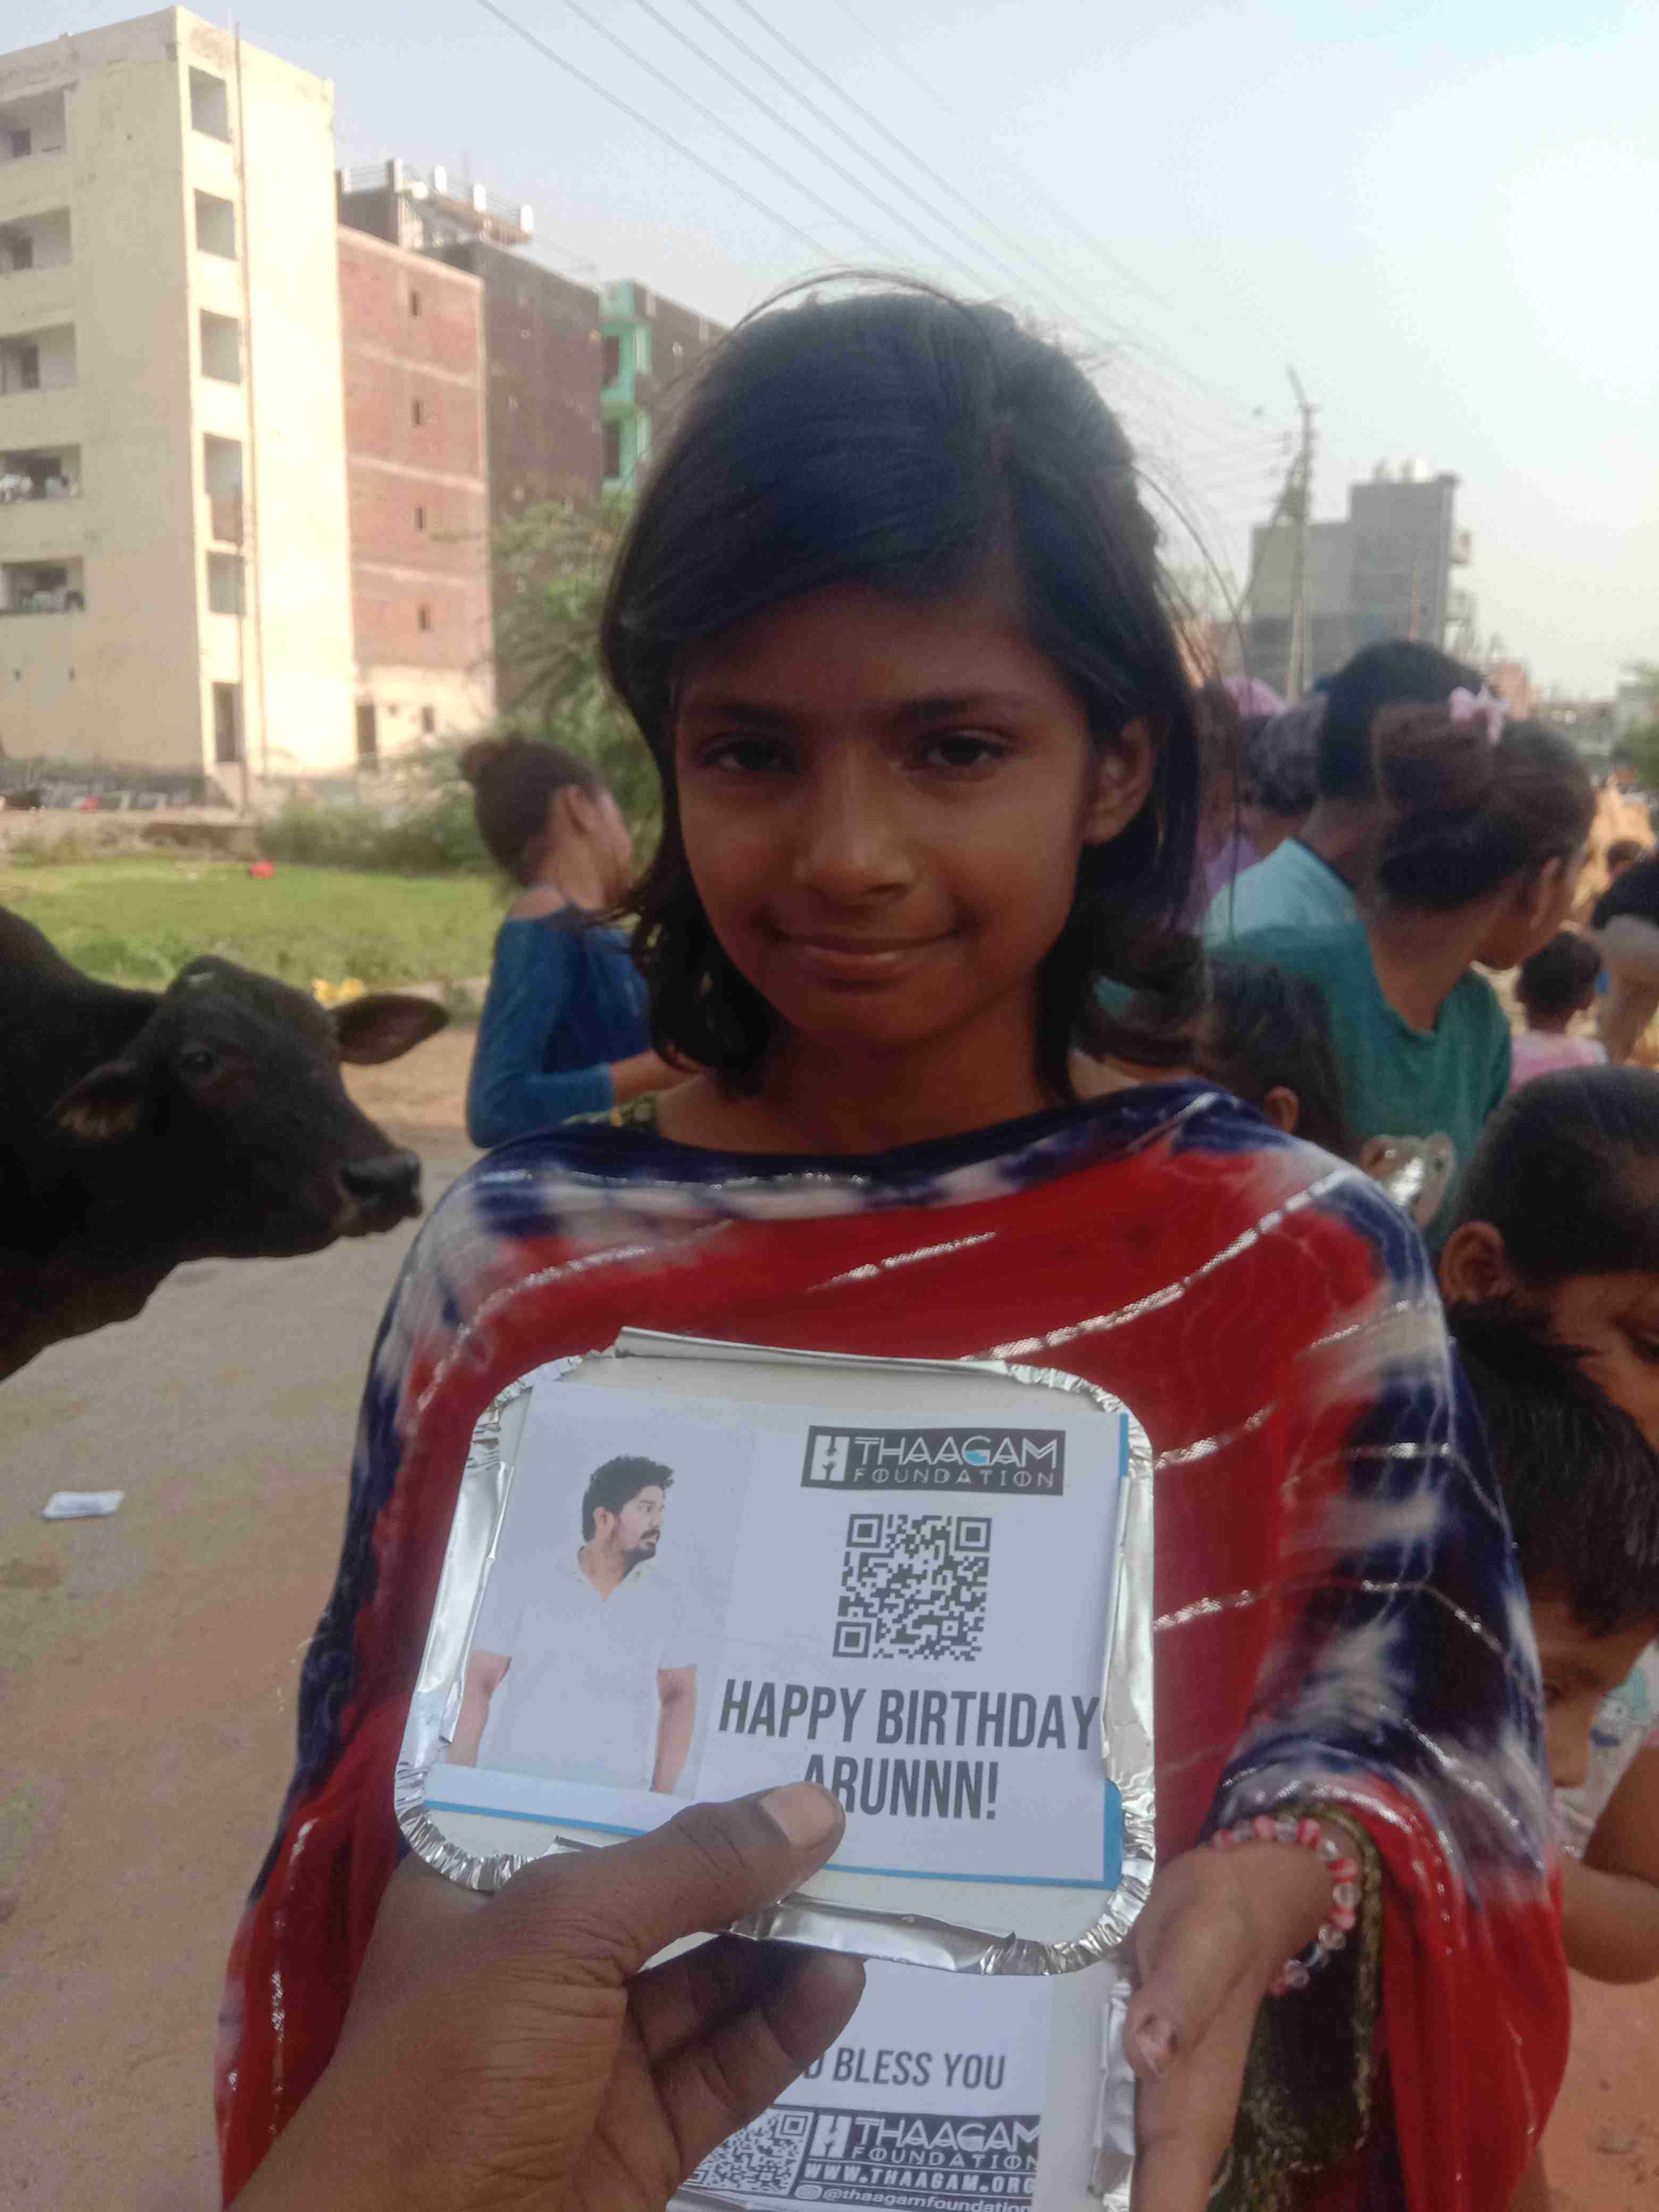 THAAGAM
FOUNDATION
HAPPY BIRTHDAY
ARUNNN!
BLESS YOU
THAAGAM
FOUNDATION
WWW.THAAGAM.ORG
@thaagamfoundation